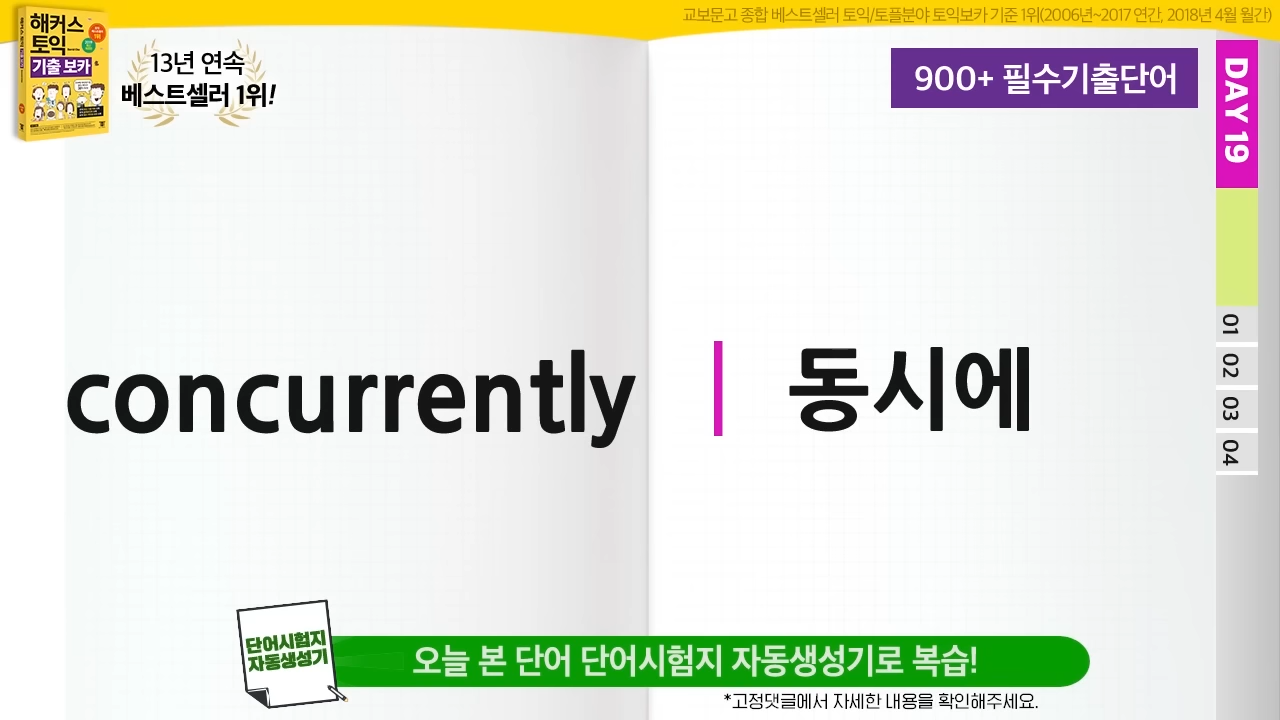 교보문고 종합 베스트셀러 토익/토플분야 토익보카 기준 1위(2006년~2017 연간, 2018년 4월 월간)
해커스
토익
기출 보카
13년 연속
베스트셀러 1위!
900+ 필수기출단어
DAY 19
01
02
03
04
concurrently
동시에
단어시험지
자동생성기
오늘 본 단어 단어시험지 자동생성기로 복습!
*고정댓글에서 자세한 내용을 확인해주세요.